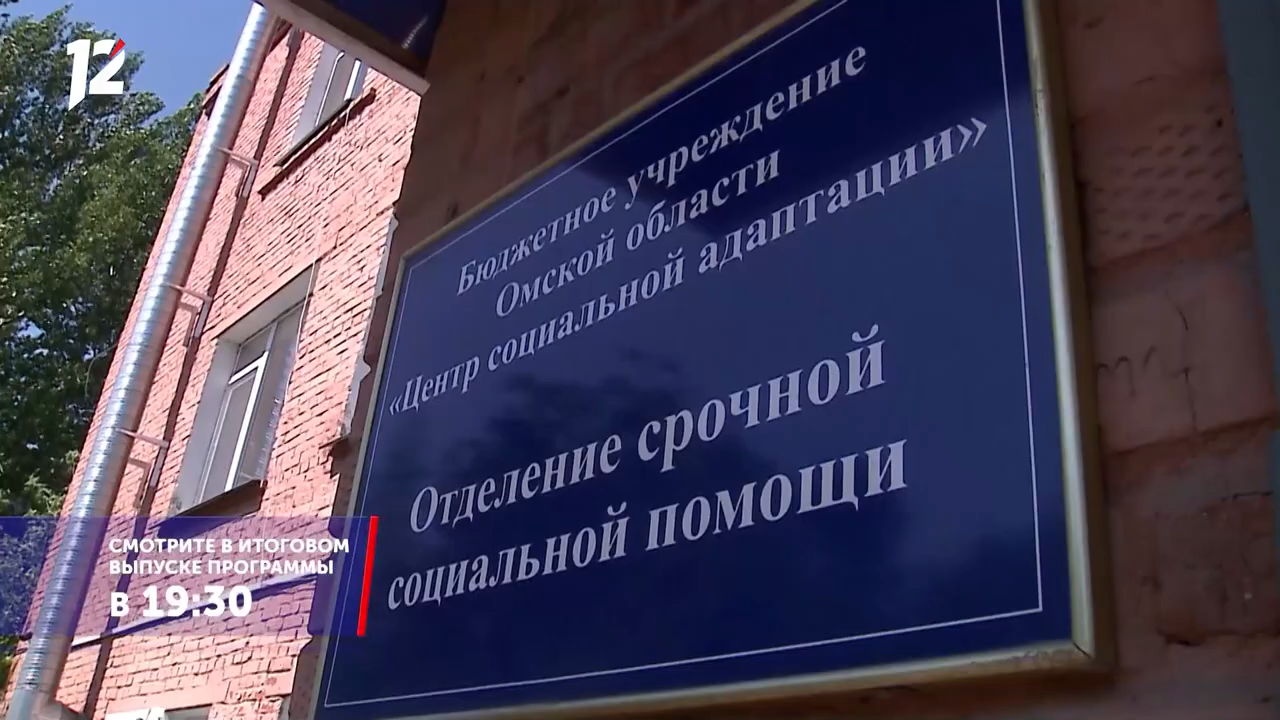 12
Бюджетное учреждение
Омской области
«Центр социальной адаптации»
Отделение срочной
социальной помощи
СМОТРИТЕ В ИТОГОВОМ
ВЫПУСКЕ ПРОГРАММЫ
В 19:30